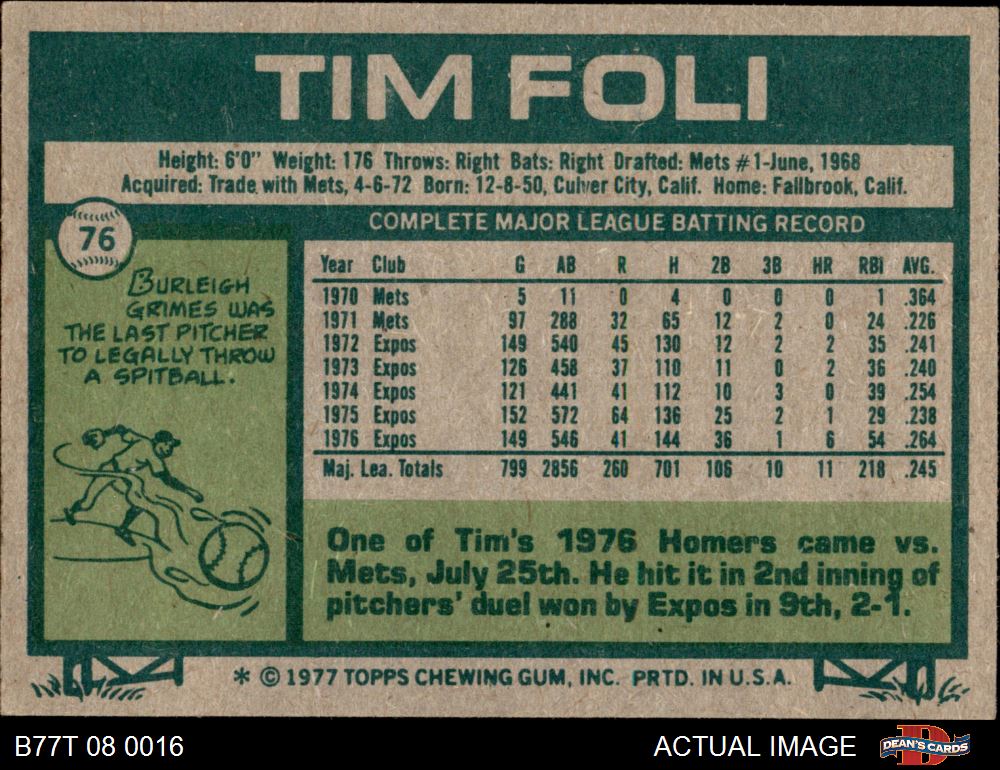 TIM FOLI
Height: 6'0" Weight: 176 Throws: Right Bats: Right Drafted: Mets #1-June, 1968
Acquired: Trade with Mets, 4-6-72 Born: 12-8-50, Culver City, Calif. Home: Fallbrook, Calif.
76
COMPLETE MAJOR LEAGUE BATTING RECORD
BURLEIGH
GRIMES WAS
THE LAST PITCHER
TO LEGALLY THROW
A SPITBALL.
Year Club G AB R H 2B 3B HR RBI AVG.
1970 Mets 5 11 0 4 0 0 0 1 .364
1971 Mets 97 288 32 65 12 2 0 24 .226
1972 Expos 149 540 45 130 12 2 2 35 .241
1973 Expos 126 458 37 110 11 0 2 36 .240
1974 Expos 121 441 41 112 10 3 0 39 .254
1975 Expos 152 572 64 136 25 2 1 29 .238
1976 Expos 149 546 41 144 36 1 6 54 .264
Maj. Lea. Totals 799 2856 260 701 106 10 11 218 .245
One of Tim's 1976 Homers came vs.
Mets, July 25th. He hit it in 2nd inning of
pitchers' duel won by Expos in 9th, 2-1.
* © 1977 TOPPS CHEWING GUM, INC. PRTD. IN U.S.A.
B77T 08 0016
ACTUAL IMAGE
DEAN'S CARDS